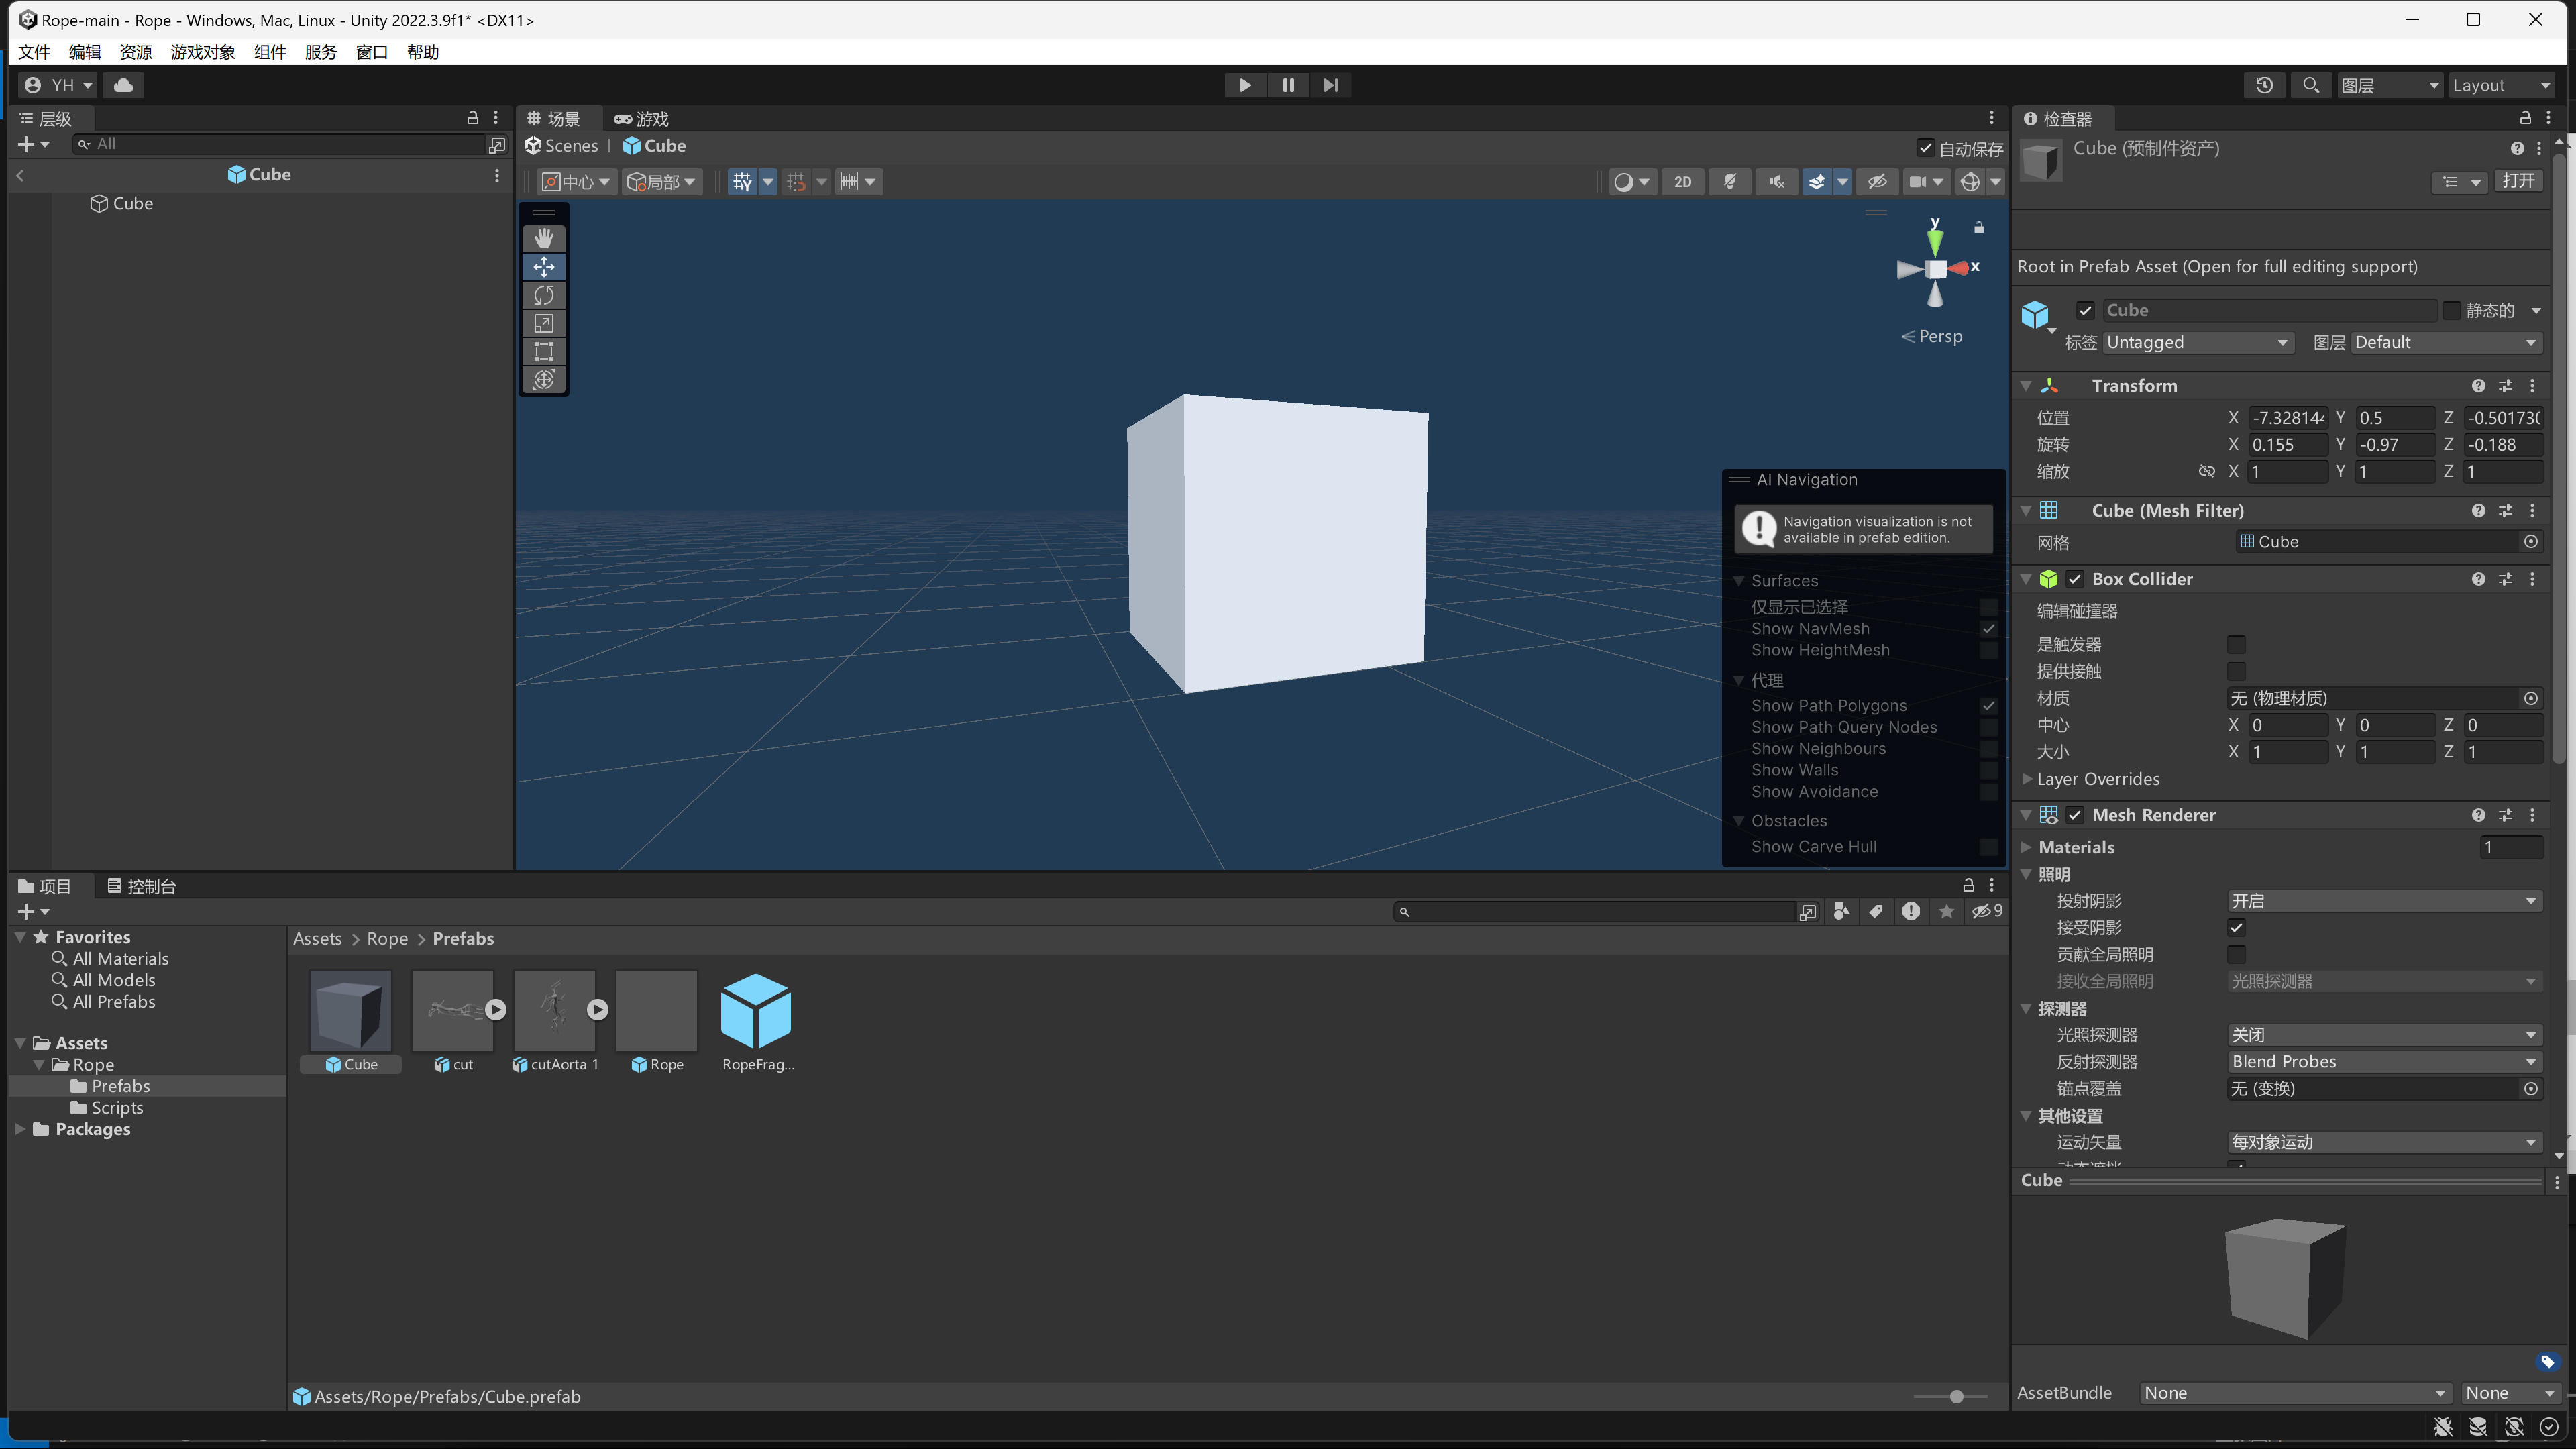 Rope-main - Rope - Windows, Mac, Linux - Unity 2022.3.9f1* <DX11>
文件 编辑 资源 游戏对象 组件 服务 窗口 帮助
YH
图层 Layout
层级
All
Cube
Cube
场景 游戏
Scenes | Cube
自动保存
中心 局部
2D
y
x
Persp
AI Navigation
Navigation visualization is not
available in prefab edition.
Surfaces
仅显示已选择
Show NavMesh
Show HeightMesh
代理
Show Path Polygons
Show Path Query Nodes
Show Neighbours
Show Walls
Show Avoidance
Obstacles
Show Carve Hull
项目 控制台
9
Favorites
All Materials
All Models
All Prefabs
Assets
Rope
Prefabs
Scripts
Packages
Assets > Rope > Prefabs
Cube cut cutAorta 1 Rope RopeFrag...
Assets/Rope/Prefabs/Cube.prefab
检查器
Cube (预制件资产)
打开
Root in Prefab Asset (Open for full editing support)
Cube 静态的
标签 Untagged 图层 Default
Transform
位置 X -7.328144 Y 0.5 Z -0.501730
旋转 X 0.155 Y -0.97 Z -0.188
缩放 X 1 Y 1 Z 1
Cube (Mesh Filter)
网格 Cube
Box Collider
编辑碰撞器
是触发器
提供接触
材质 无 (物理材质)
中心 X 0 Y 0 Z 0
大小 X 1 Y 1 Z 1
Layer Overrides
Mesh Renderer
Materials 1
照明
投射阴影 开启
接受阴影
贡献全局照明
接收全局照明 光照探测器
探测器
光照探测器 关闭
反射探测器 Blend Probes
锚点覆盖 无 (变换)
其他设置
运动矢量 每对象运动
Cube
AssetBundle None None